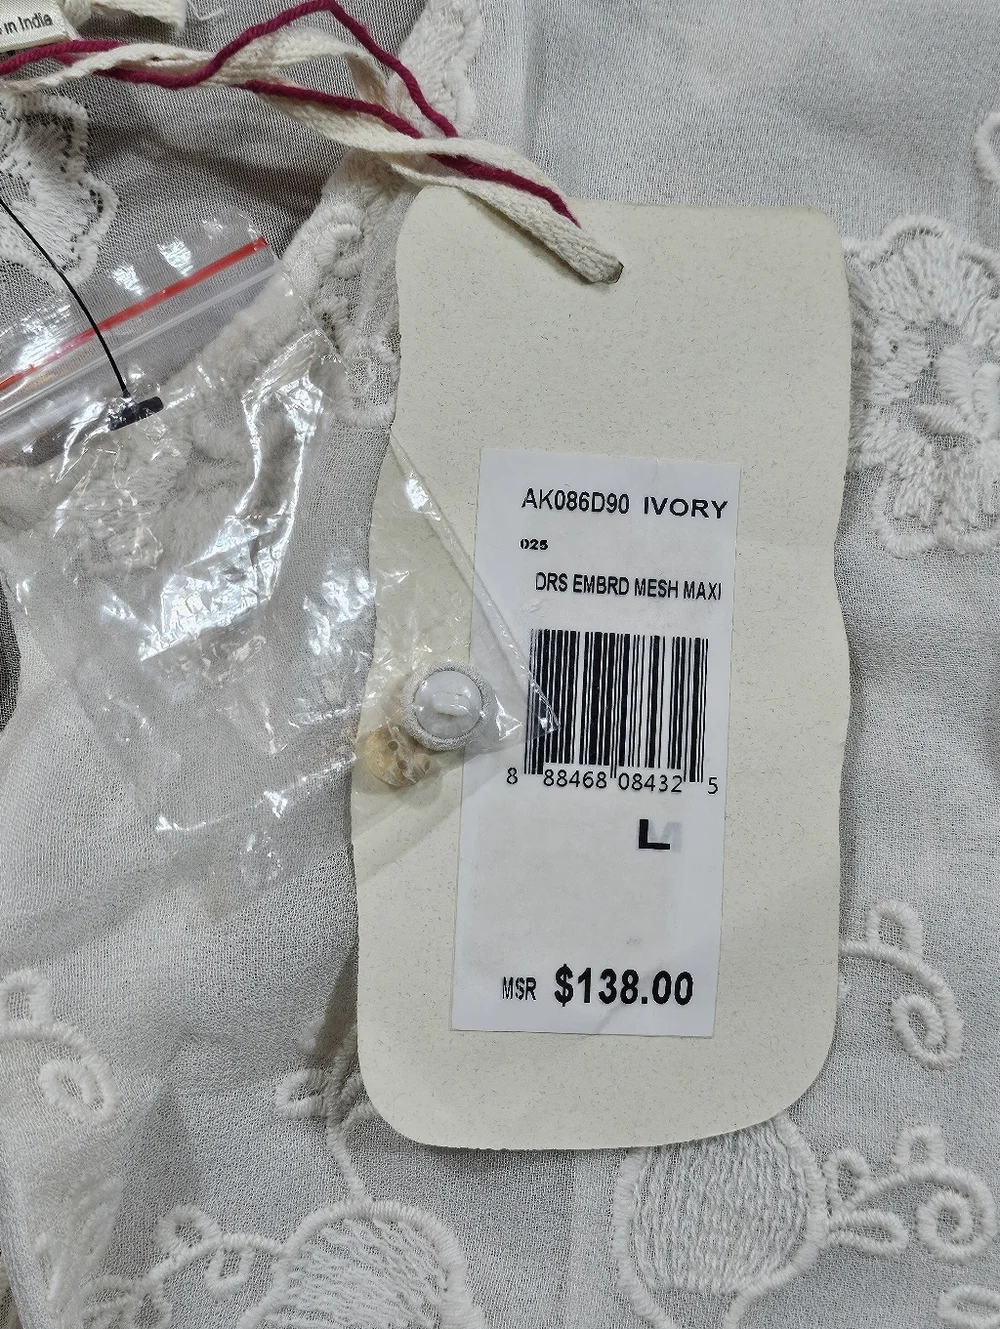 in India
AK086D90 IVORY
025
DRS EMBRD MESH MAXI
8 88468 08432 5
L
MSR $138.00